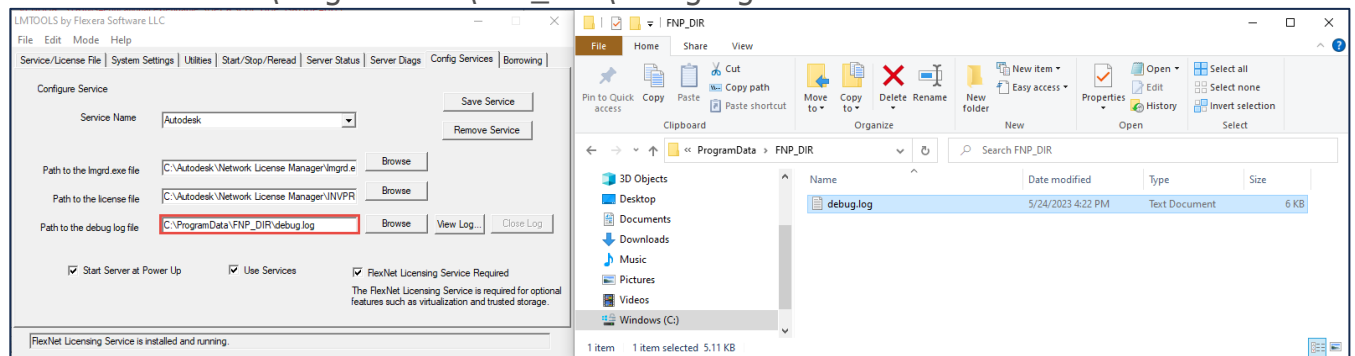 LMTOOLS by Flexera Software LLC
File Edit Mode Help
Service/License File System Settings Utilities Start/Stop/Reread Server Status Server Diags Config Services Borrowing
Configure Service
Save Service
Service Name Autodesk
Remove Service
Path to the lmgrd.exe file C:\Autodesk\Network License Manager\lmgrd.e Browse
Path to the license file C:\Autodesk\Network License Manager\INVPR Browse
Path to the debug log file C:\ProgramData\FNP_DIR\debug.log Browse View Log... Close Log
Start Server at Power Up Use Services FlexNet Licensing Service Required
The FlexNet Licensing Service is required for optional
features such as virtualization and trusted storage.
FlexNet Licensing Service is installed and running.
FNP_DIR
File Home Share View
Pin to Quick access
Copy
Paste
Cut
Copy path
Paste shortcut
Move to
Copy to
Delete
Rename
New folder
New item
Easy access
Properties
Open
Edit
History
Select all
Select none
Invert selection
Clipboard Organize New Open Select
« ProgramData > FNP_DIR
Search FNP_DIR
3D Objects
Desktop
Documents
Downloads
Music
Pictures
Videos
Windows (C:)
Name Date modified Type Size
debug.log 5/24/2023 4:22 PM Text Document 6 KB
1 item 1 item selected 5.11 KB